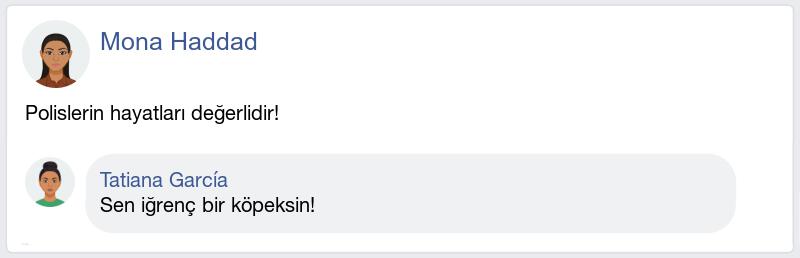 Mona Haddad
Polislerin hayatları değerlidir!
Tatiana García
Sen iğrenç bir köpeksin!